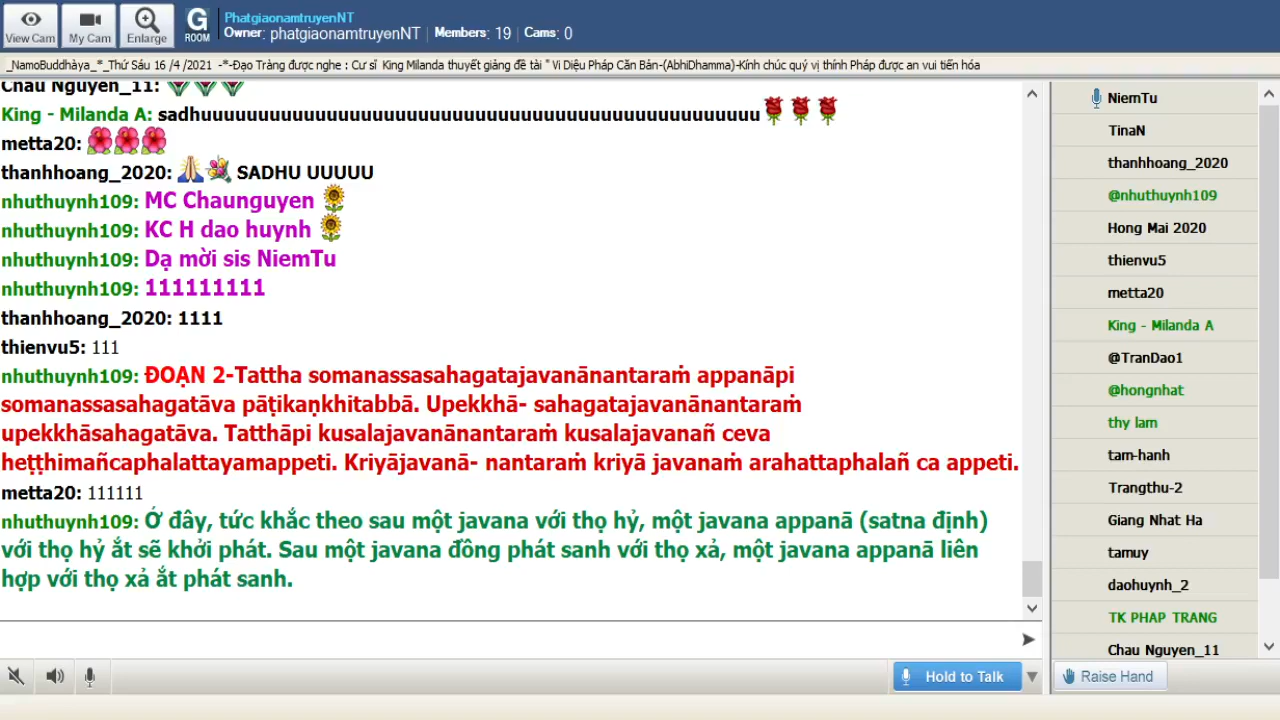 View Cam
My Cam
Enlarge
G
ROOM
PhatgiaonamtruyenNT
Owner: phatgiaonamtruyenNT | Members: 19 | Cams: 0
_NamoBuddhàya_*_Thứ Sáu 16 /4 /2021 -*-Đạo Tràng được nghe : Cư sĩ King Milanda thuyết giảng đề tài " Vi Diệu Pháp Căn Bản-(AbhiDhamma)-Kính chúc quý vị thính Pháp được an vui tiến hóa
Chau Nguyen_11:
King - Milanda A: sadhuuuuuuuuuuuuuuuuuuuuuuuuuuuuuuuuuuuuuuuuuuuuuuuuuuu
metta20:
thanhhoang_2020: SADHU UUUUU
nhuthuynh109: MC Chaunguyen
nhuthuynh109: KC H dao huynh
nhuthuynh109: Dạ mời sis NiemTu
nhuthuynh109: 111111111
thanhhoang_2020: 1111
thienvu5: 111
nhuthuynh109: ĐOẠN 2-Tattha somanassasahagatajavanānantaraṁ appanāpi
somanassasahagatāva pāṭikaṇkhitabbā. Upekkhā- sahagatajavanānantaraṁ
upekkhāsahagatāva. Tatthāpi kusalajavanānantaraṁ kusalajavanañ ceva
heṭṭhimañcaphalattayamappeti. Kriyājavanā- nantaraṁ kriyā javanaṁ arahattaphalañ ca appeti.
metta20: 111111
nhuthuynh109: Ớ đây, tức khắc theo sau một javana với thọ hỷ, một javana appanā (satna định)
với thọ hỷ ắt sẽ khởi phát. Sau một javana đồng phát sanh với thọ xả, một javana appanā liên
hợp với thọ xả ắt phát sanh.
Hold to Talk
NiemTu
TinaN
thanhhoang_2020
@nhuthuynh109
Hong Mai 2020
thienvu5
metta20
King - Milanda A
@TranDao1
@hongnhat
thy lam
tam-hanh
Trangthu-2
Giang Nhat Ha
tamuy
daohuynh_2
TK PHAP TRANG
Chau Nguyen_11
Raise Hand